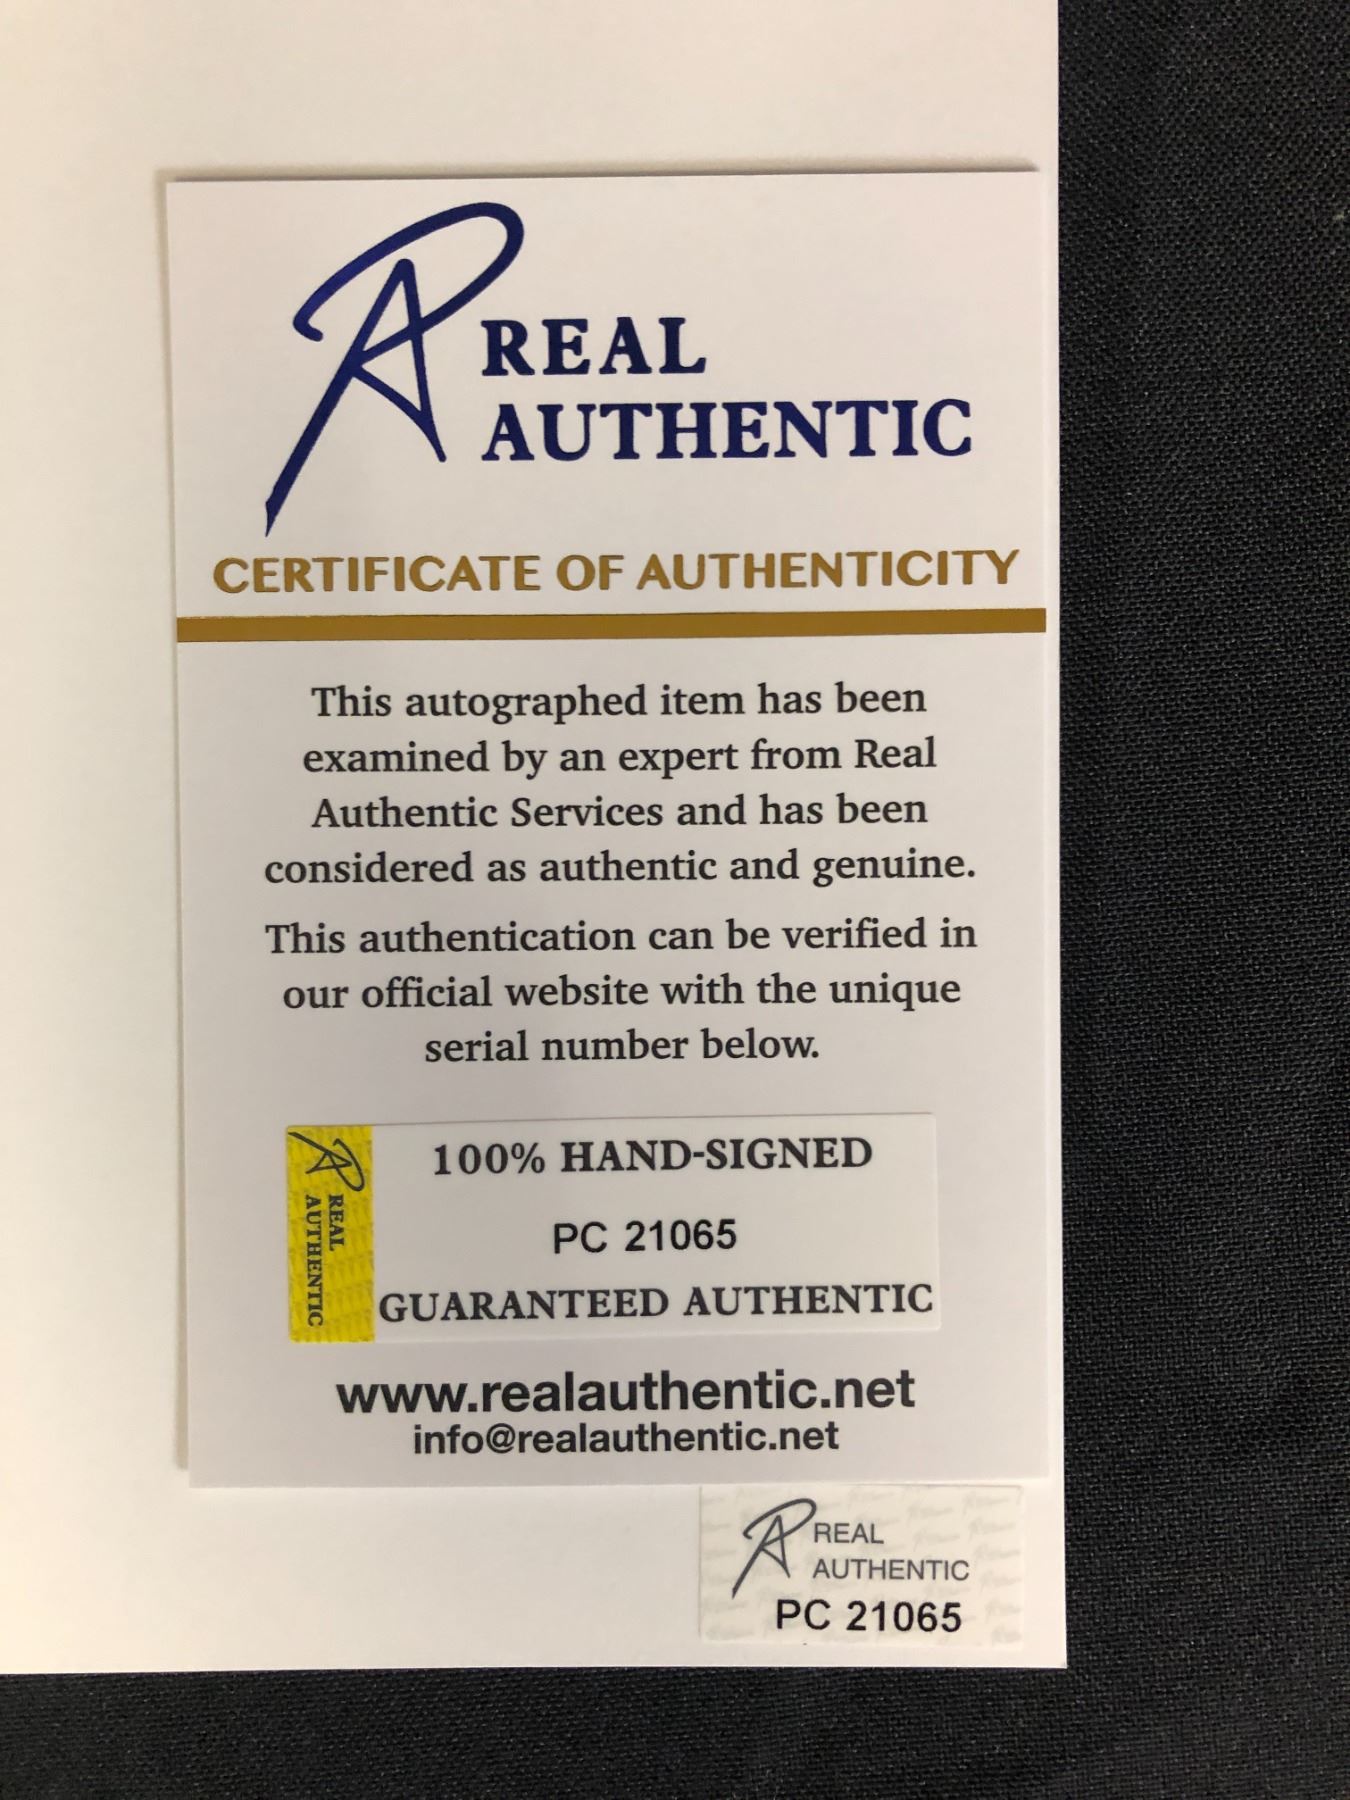 REAL
AUTHENTIC
CERTIFICATE OF AUTHENTICITY
This autographed item has been
examined by an expert from Real
Authentic Services and has been
considered as authentic and genuine.
This authentication can be verified in
our official website with the unique
serial number below.
REAL
AUTHENTIC
100% HAND-SIGNED
PC 21065
GUARANTEED AUTHENTIC
www.realauthentic.net
info@realauthentic.net
REAL
AUTHENTIC
PC 21065